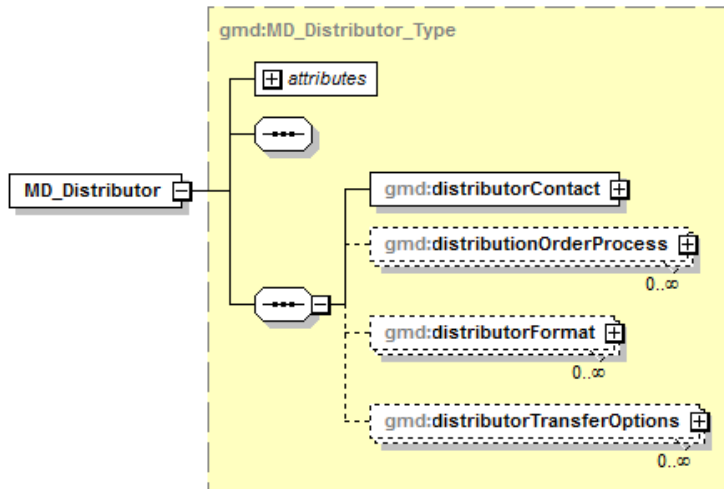 gmd:MD_Distributor_Type
attributes
MD_Distributor
gmd:distributorContact
gmd:distributionOrderProcess
0..∞
gmd:distributorFormat
0..∞
gmd:distributorTransferOptions
0..∞